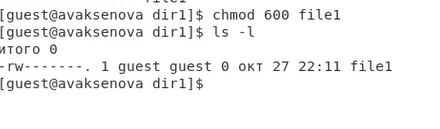 [guest@avaksenova dir1]$ chmod 600 file1
[guest@avaksenova dir1]$ ls -l
итого 0
-rw-------. 1 guest guest 0 окт 27 22:11 file1
[guest@avaksenova dir1]$